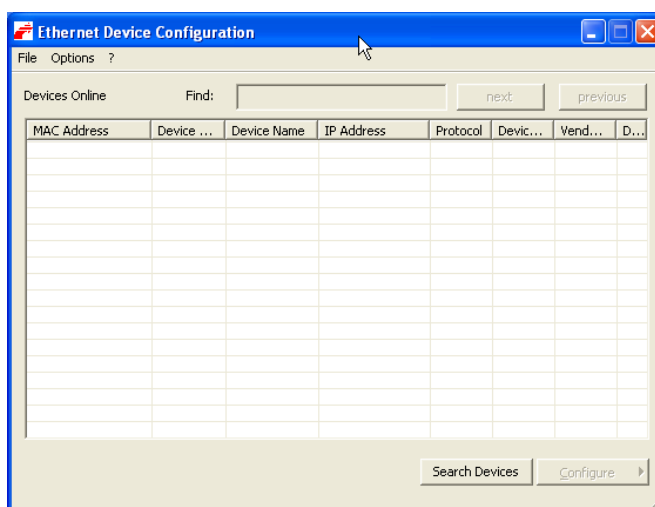 Ethernet Device Configuration
File Options ?
Devices Online Find: next previous
MAC Address Device ... Device Name IP Address Protocol Devic... Vend... D...
Search Devices Configure